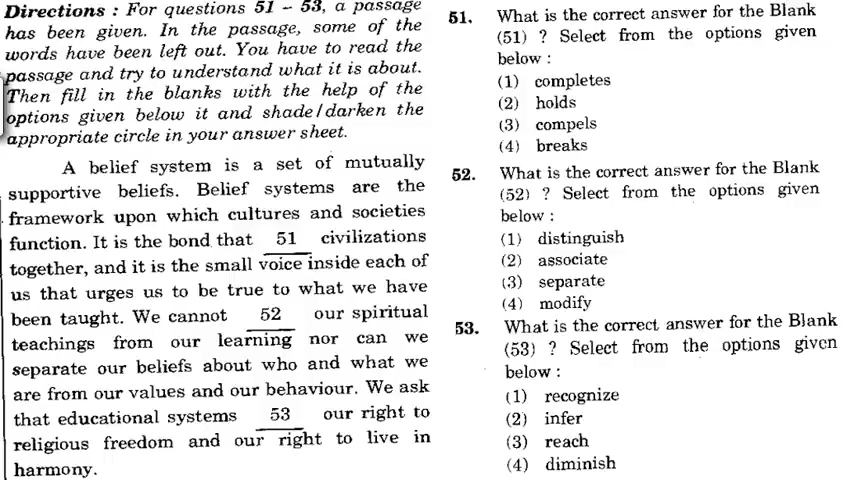 Directions : For questions 51 – 53, a passage
has been given. In the passage, some of the
words have been left out. You have to read the
passage and try to understand what it is about.
Then fill in the blanks with the help of the
options given below it and shade/darken the
appropriate circle in your answer sheet.
A belief system is a set of mutually
supportive beliefs. Belief systems are the
framework upon which cultures and societies
function. It is the bond that 51 civilizations
together, and it is the small voice inside each of
us that urges us to be true to what we have
been taught. We cannot 52 our spiritual
teachings from our learning nor can we
separate our beliefs about who and what we
are from our values and our behaviour. We ask
that educational systems 53 our right to
religious freedom and our right to live in
harmony.
51. What is the correct answer for the Blank
(51) ? Select from the options given
below :
(1) completes
(2) holds
(3) compels
(4) breaks
52. What is the correct answer for the Blank
(52) ? Select from the options given
below :
(1) distinguish
(2) associate
(3) separate
(4) modify
53. What is the correct answer for the Blank
(53) ? Select from the options given
below :
(1) recognize
(2) infer
(3) reach
(4) diminish